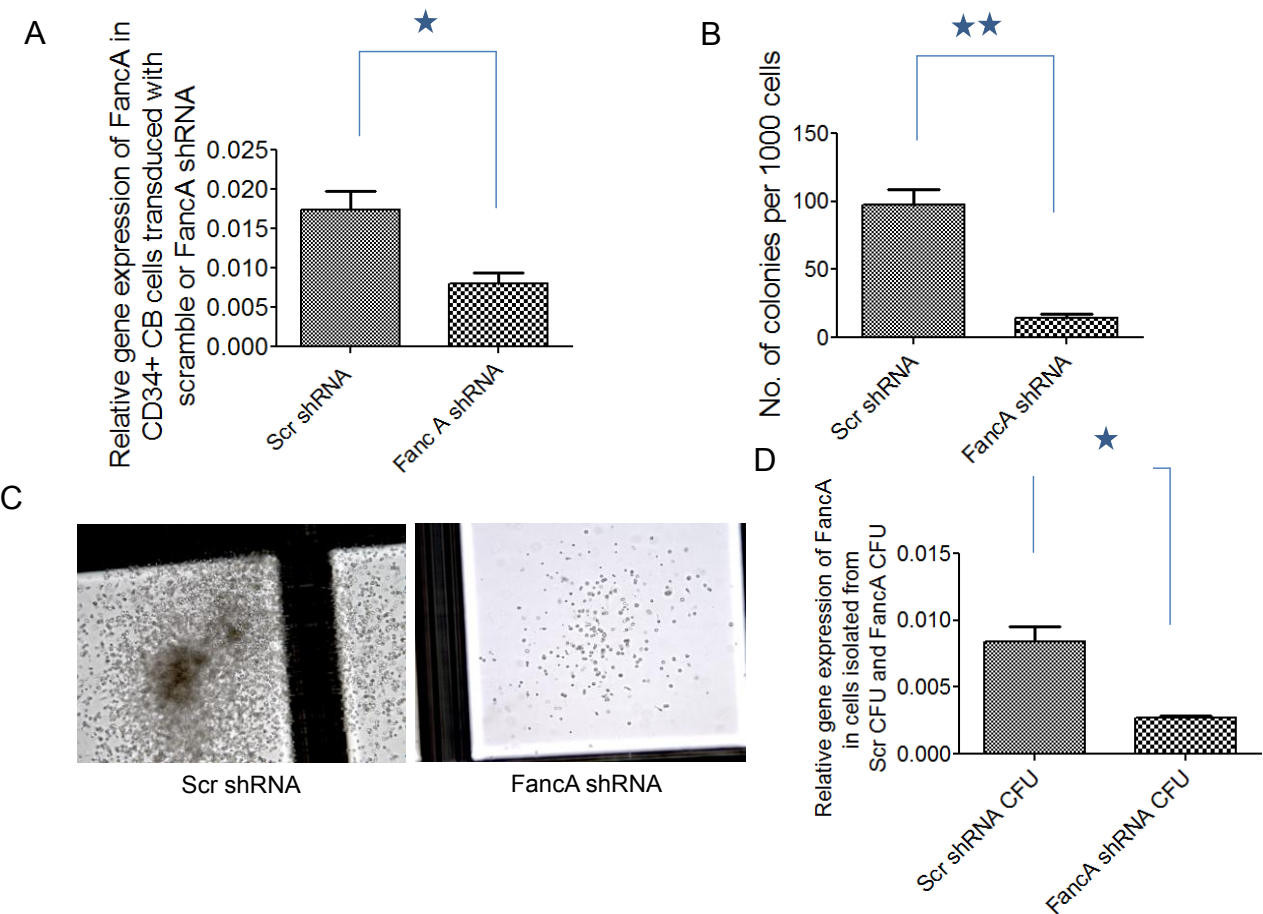 A
Relative gene expression of FancA in
CD34+ CB cells transduced with
scramble or FancA shRNA
0.025
0.020
0.015
0.010
0.005
0.000
Scr shRNA
Fanc A shRNA
B
No. of colonies per 1000 cells
150
100
50
0
Scr shRNA
FancA shRNA
C
Scr shRNA
FancA shRNA
D
Relative gene expression of FancA
in cells isolated from
Scr CFU and FancA CFU
0.015
0.010
0.005
0.000
Scr shRNA CFU
FancA shRNA CFU